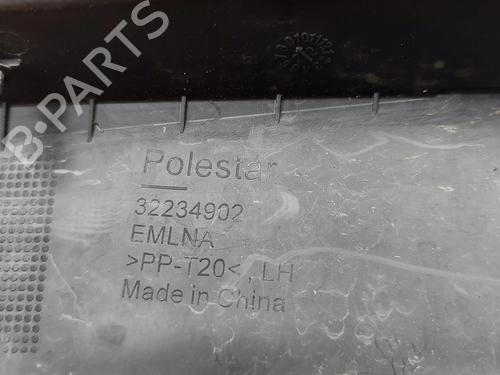 B-PARTS
Polestar
32234902
EMLNA
>PP-T20<, LH
Made in China